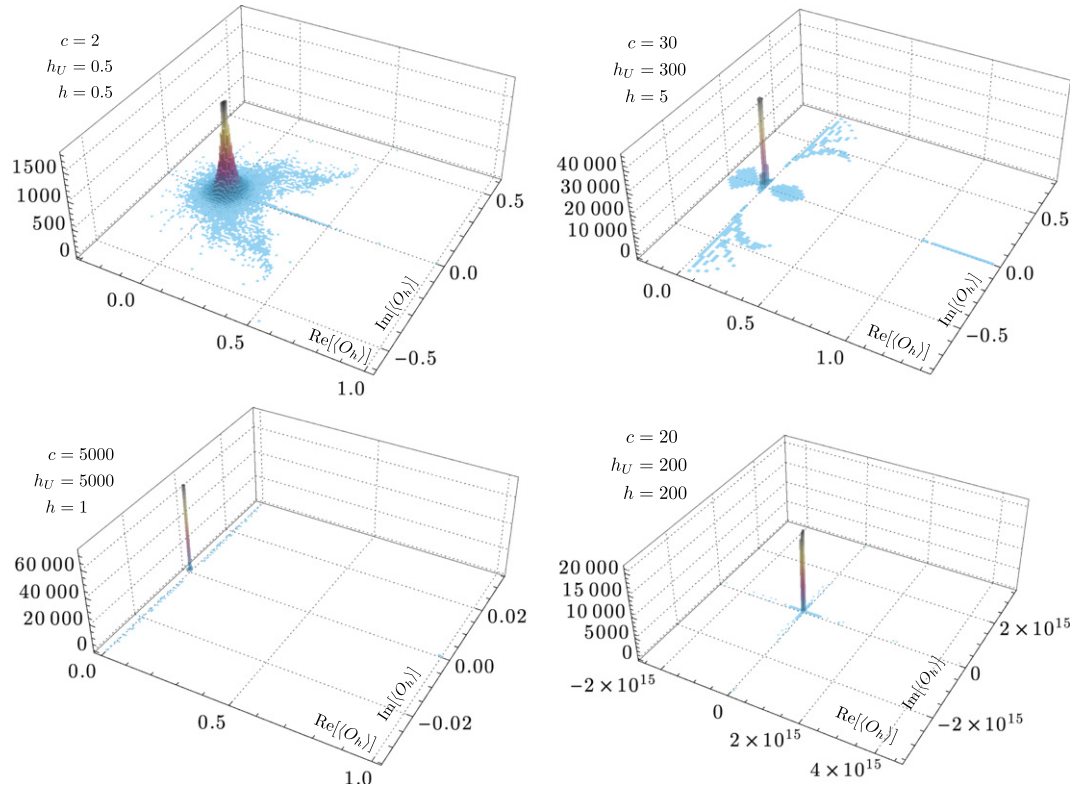 c = 2
h_U = 0.5
h = 0.5
1500
1000
500
0
0.0
0.5
1.0
Re[⟨O_h⟩]
Im[⟨O_h⟩]
0.5
0.0
−0.5
c = 30
h_U = 300
h = 5
40 000
30 000
20 000
10 000
0
0.0
0.5
1.0
Re[⟨O_h⟩]
Im[⟨O_h⟩]
0.5
0.0
−0.5
c = 5000
h_U = 5000
h = 1
60 000
40 000
20 000
0
0.0
0.5
1.0
Re[⟨O_h⟩]
Im[⟨O_h⟩]
0.02
0.00
−0.02
c = 20
h_U = 200
h = 200
20 000
15 000
10 000
5000
0
−2 × 10^15
0
2 × 10^15
4 × 10^15
Re[⟨O_h⟩]
Im[⟨O_h⟩]
2 × 10^15
0
−2 × 10^15